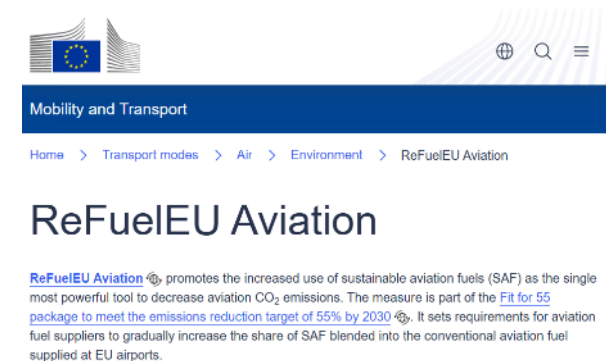 Mobility and Transport
Home > Transport modes > Air > Environment > ReFuelEU Aviation
ReFuelEU Aviation
ReFuelEU Aviation promotes the increased use of sustainable aviation fuels (SAF) as the single
most powerful tool to decrease aviation CO₂ emissions. The measure is part of the Fit for 55
package to meet the emissions reduction target of 55% by 2030. It sets requirements for aviation
fuel suppliers to gradually increase the share of SAF blended into the conventional aviation fuel
supplied at EU airports.